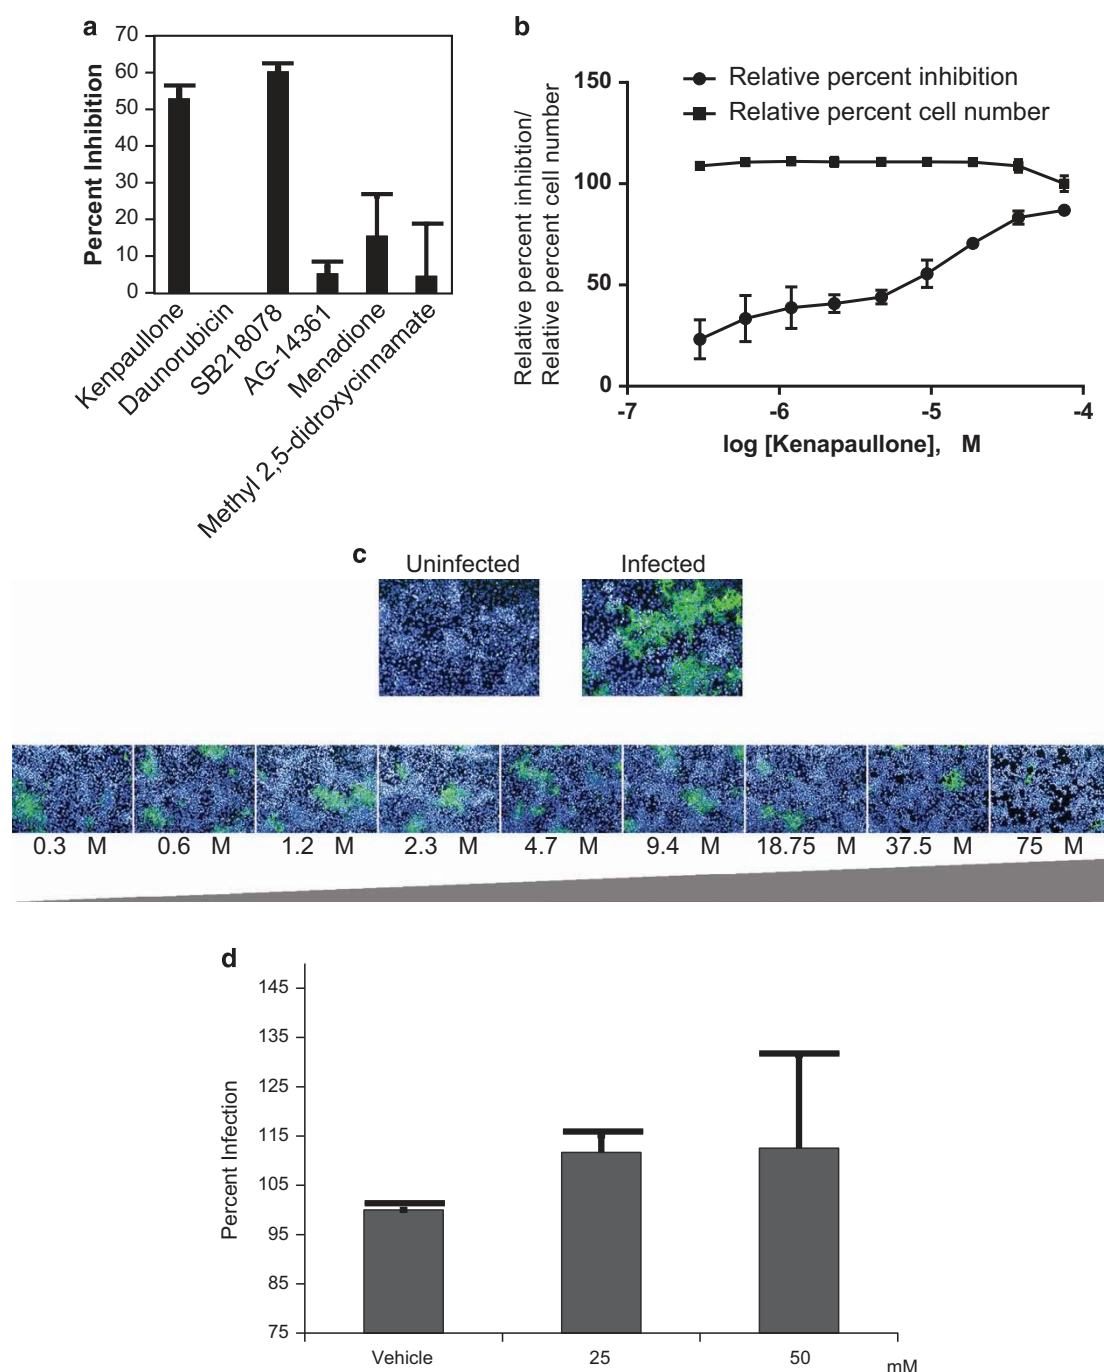 a
70
60
50
40
30
20
10
0
Percent Inhibition
Kenpaullone
Daunorubicin
SB218078
AG-14361
Menadione
Methyl 2,5-didroxycinnamate
b
Relative percent inhibition
Relative percent cell number
150
100
50
0
Relative percent inhibtion/
Relative percent cell number
-7 -6 -5 -4
log [Kenapaullone], M
c
Uninfected Infected
0.3 M 0.6 M 1.2 M 2.3 M 4.7 M 9.4 M 18.75 M 37.5 M 75 M
d
145
135
125
115
105
95
85
75
Percent Infection
Vehicle 25 50 mM